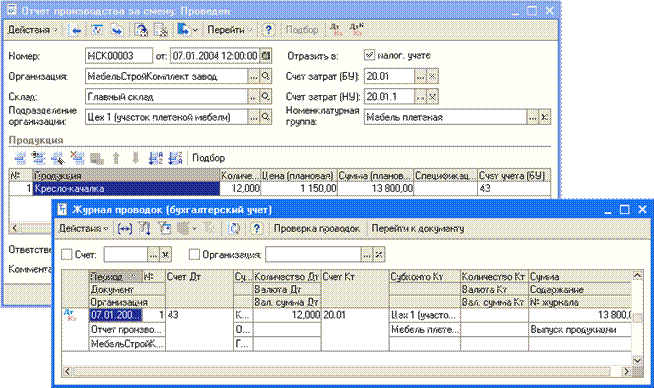 Отчет производства за смену: Проведен
Действия Перейти ? Подбор Дт Кт Дт Кт
Номер: МСК00003 от: 07.01.2004 12:00:00 Отразить в: налог. учете
Организация: МебельСтройКомплект завод ... Счет затрат (БУ): 20.01 ...
Склад: Главный склад ... Счет затрат (НУ): 20.01.1 ...
Подразделение организации: Цех 1 (участок плетеной мебели) ... Номенклатурная группа: Мебель плетеная ...
Продукция
Подбор
№ Продукция Количе... Цена (плановая) Сумма (планов... Спецификац... Счет учета (БУ)
1 Кресло-качалка 12,000 1 150,00 13 800,00 43
Ответстве
Коммента
Журнал проводок (бухгалтерский учет)
Действия ? Проверка проводок Перейти к документу
Счет: ... Организация: ...
Период № Счет Дт Су... Количество Дт Счет Кт Субконто Кт Количество Кт Сумма
Документ Валюта Дт Валюта Кт Содержание
Организация Вал. сумма Дт Вал. сумма Кт № журнала
Дт Кт 07.01.200... 1 43 К... 12,000 20.01 Цех 1 (участо... 13 800,
Отчет произво... О... Мебель плете... Выпуск продукции
МебельСтройК... Г...